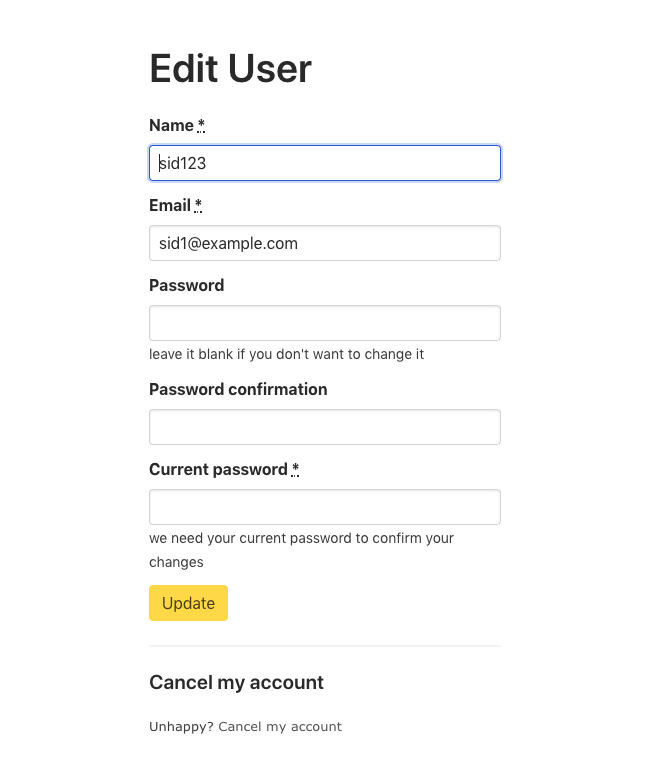 Edit User
Name *
sid123
Email *
sid1@example.com
Password
leave it blank if you don't want to change it
Password confirmation
Current password *
we need your current password to confirm your
changes
Update
Cancel my account
Unhappy? Cancel my account